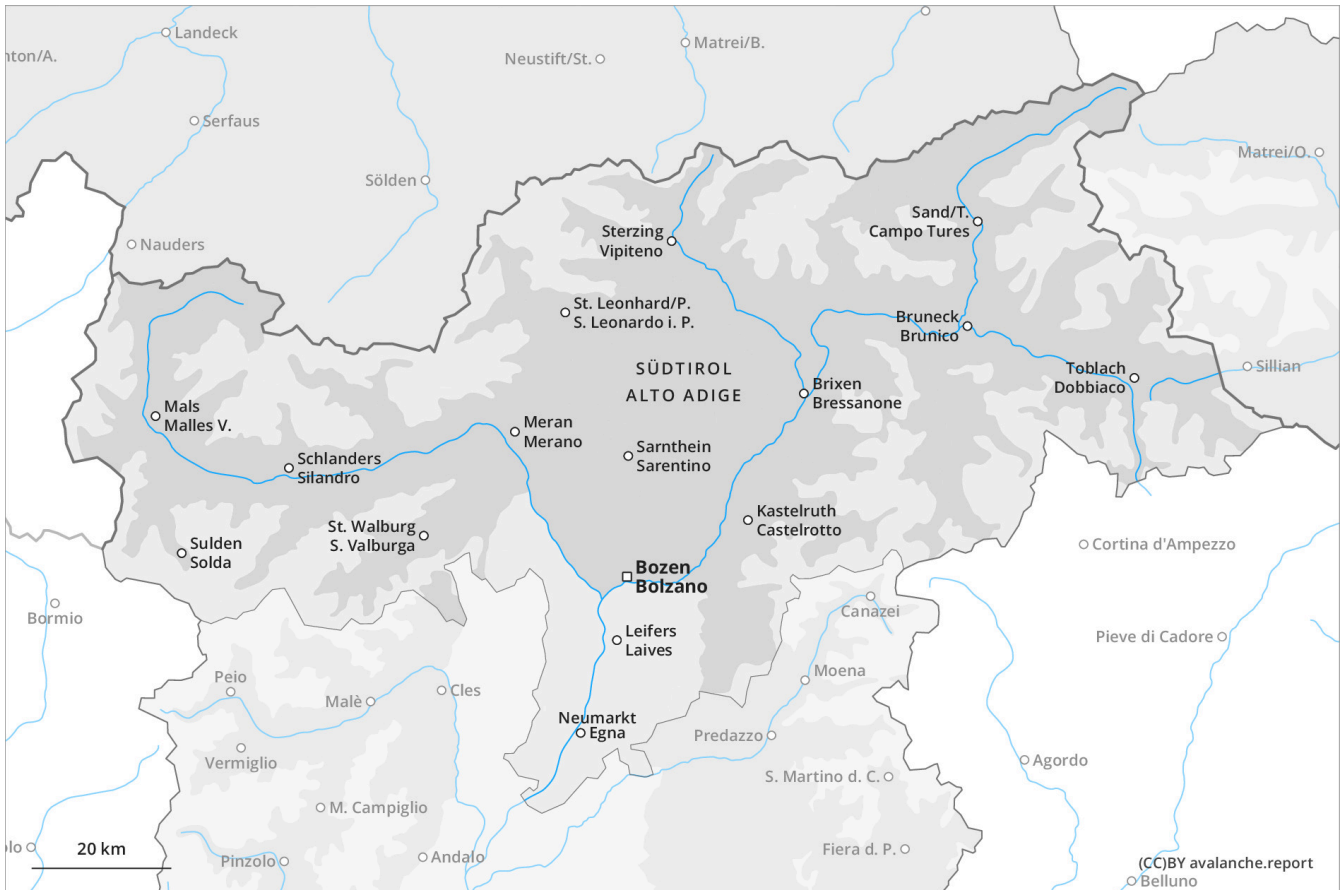 Landeck
nton/A.
Neustift/St.
Matrei/B.
Serfaus
Matrei/O.
Sölden
Nauders
Sterzing
Vipiteno
Sand/T.
Campo Tures
St. Leonhard/P.
S. Leonardo i. P.
Bruneck
Brunico
SÜDTIROL
ALTO ADIGE
Toblach
Dobbiaco
Sillian
Brixen
Bressanone
Mals
Malles V.
Meran
Merano
Schlanders
Silandro
Sarnthein
Sarentino
Kastelruth
Castelrotto
St. Walburg
S. Valburga
Sulden
Solda
Cortina d'Ampezzo
Bozen
Bolzano
Bormio
Canazei
Leifers
Laives
Pieve di Cadore
Peio
Malè
Cles
Moena
Neumarkt
Egna
Predazzo
Vermiglio
Agordo
S. Martino d. C.
M. Campiglio
lo
20 km
Pinzolo
Andalo
Fiera d. P.
(CC)BY avalanche.report
Belluno